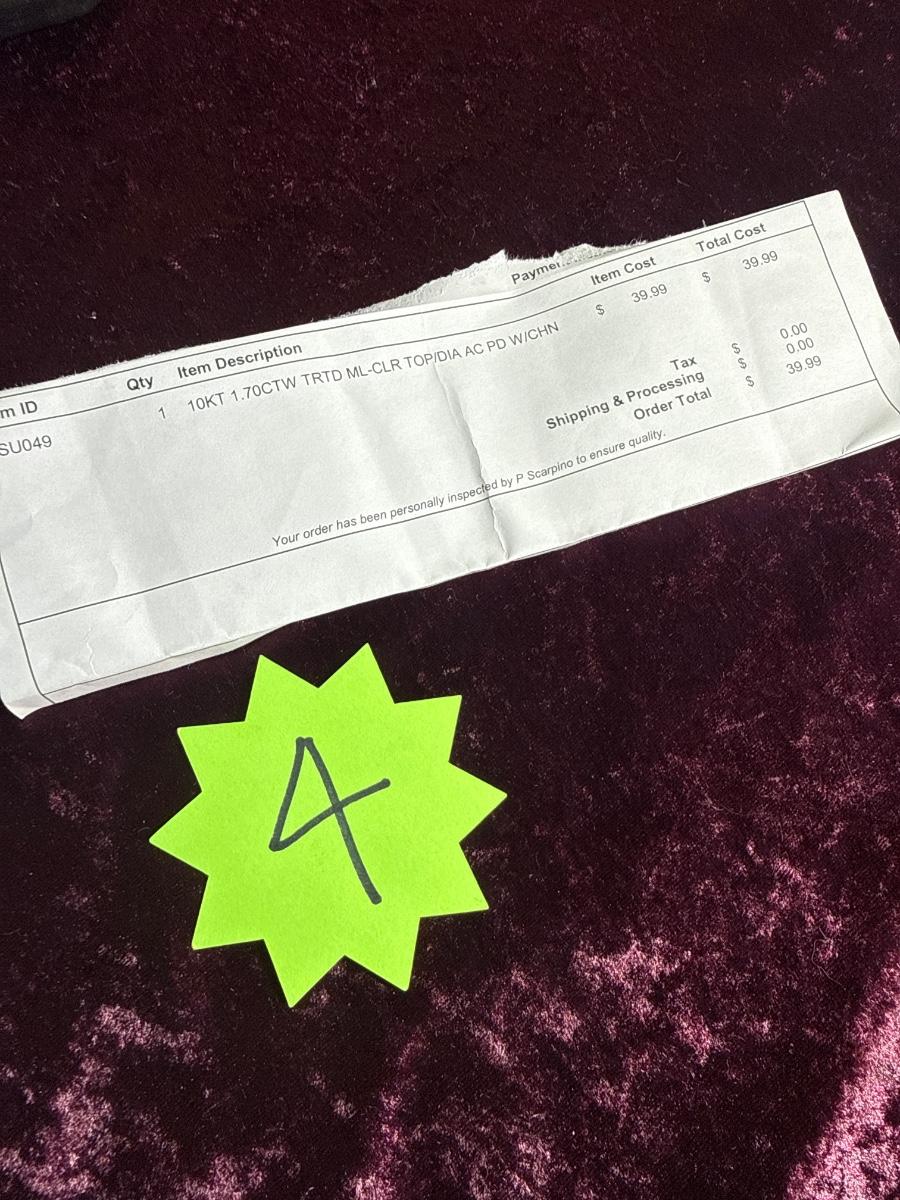 Payme
m ID Qty Item Description Item Cost Total Cost
SU049 1 10KT 1.70CTW TRTD ML-CLR TOP/DIA AC PD W/CHN $ 39.99 $ 39.99
Tax $ 0.00
Shipping & Processing $ 0.00
Order Total $ 39.99
Your order has been personally inspected by P Scarpino to ensure quality.
4